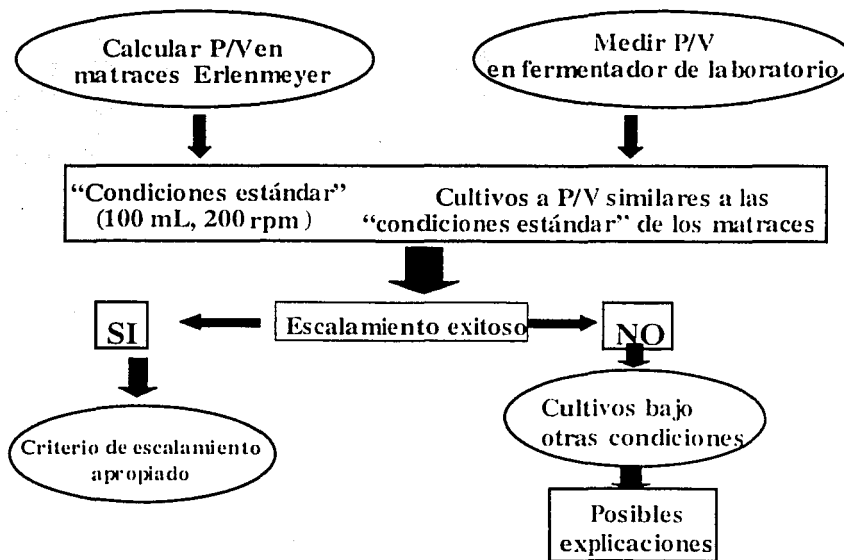 Calcular P/Ven
matraces Erlenmeyer
Medir P/V
en fermentador de laboratorio
“Condiciones estándar”
(100 mL, 200 rpm )
Cultivos a P/V similares a las
“condiciones estándar” de los matraces
SI
Escalamiento exitoso
NO
Criterio de escalamiento
apropiado
Cultivos bajo
otras condiciones
Posibles
explicaciones